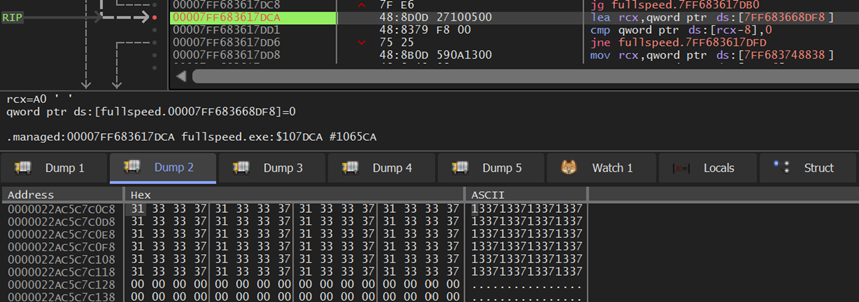 00007FF683617DC8 7F E6 jg fullspeed.7FF683617DB0
RIP 00007FF683617DCA 48:8D0D 27100500 lea rcx,qword ptr ds:[7FF683668DF8]
00007FF683617DD1 48:8379 F8 00 cmp qword ptr ds:[rcx-8],0
00007FF683617DD6 75 25 jne fullspeed.7FF683617DFD
00007FF683617DD8 48:8B0D 590A1300 mov rcx,qword ptr ds:[7FF683748838]
rcx=A0 ' '
qword ptr ds:[fullspeed.00007FF683668DF8]=0
.managed:00007FF683617DCA fullspeed.exe:$107DCA #1065CA
Dump 1 Dump 2 Dump 3 Dump 4 Dump 5 Watch 1 Locals Struct
Address Hex ASCII
0000022AC5C7C0C8 31 33 33 37 31 33 33 37 31 33 33 37 31 33 33 37 1337133713371337
0000022AC5C7C0D8 31 33 33 37 31 33 33 37 31 33 33 37 31 33 33 37 1337133713371337
0000022AC5C7C0E8 31 33 33 37 31 33 33 37 31 33 33 37 31 33 33 37 1337133713371337
0000022AC5C7C0F8 31 33 33 37 31 33 33 37 31 33 33 37 31 33 33 37 1337133713371337
0000022AC5C7C108 31 33 33 37 31 33 33 37 31 33 33 37 31 33 33 37 1337133713371337
0000022AC5C7C118 31 33 33 37 31 33 33 37 31 33 33 37 31 33 33 37 1337133713371337
0000022AC5C7C128 00 00 00 00 00 00 00 00 00 00 00 00 00 00 00 00 ................
0000022AC5C7C138 00 00 00 00 00 00 00 00 00 00 00 00 00 00 00 00 ................